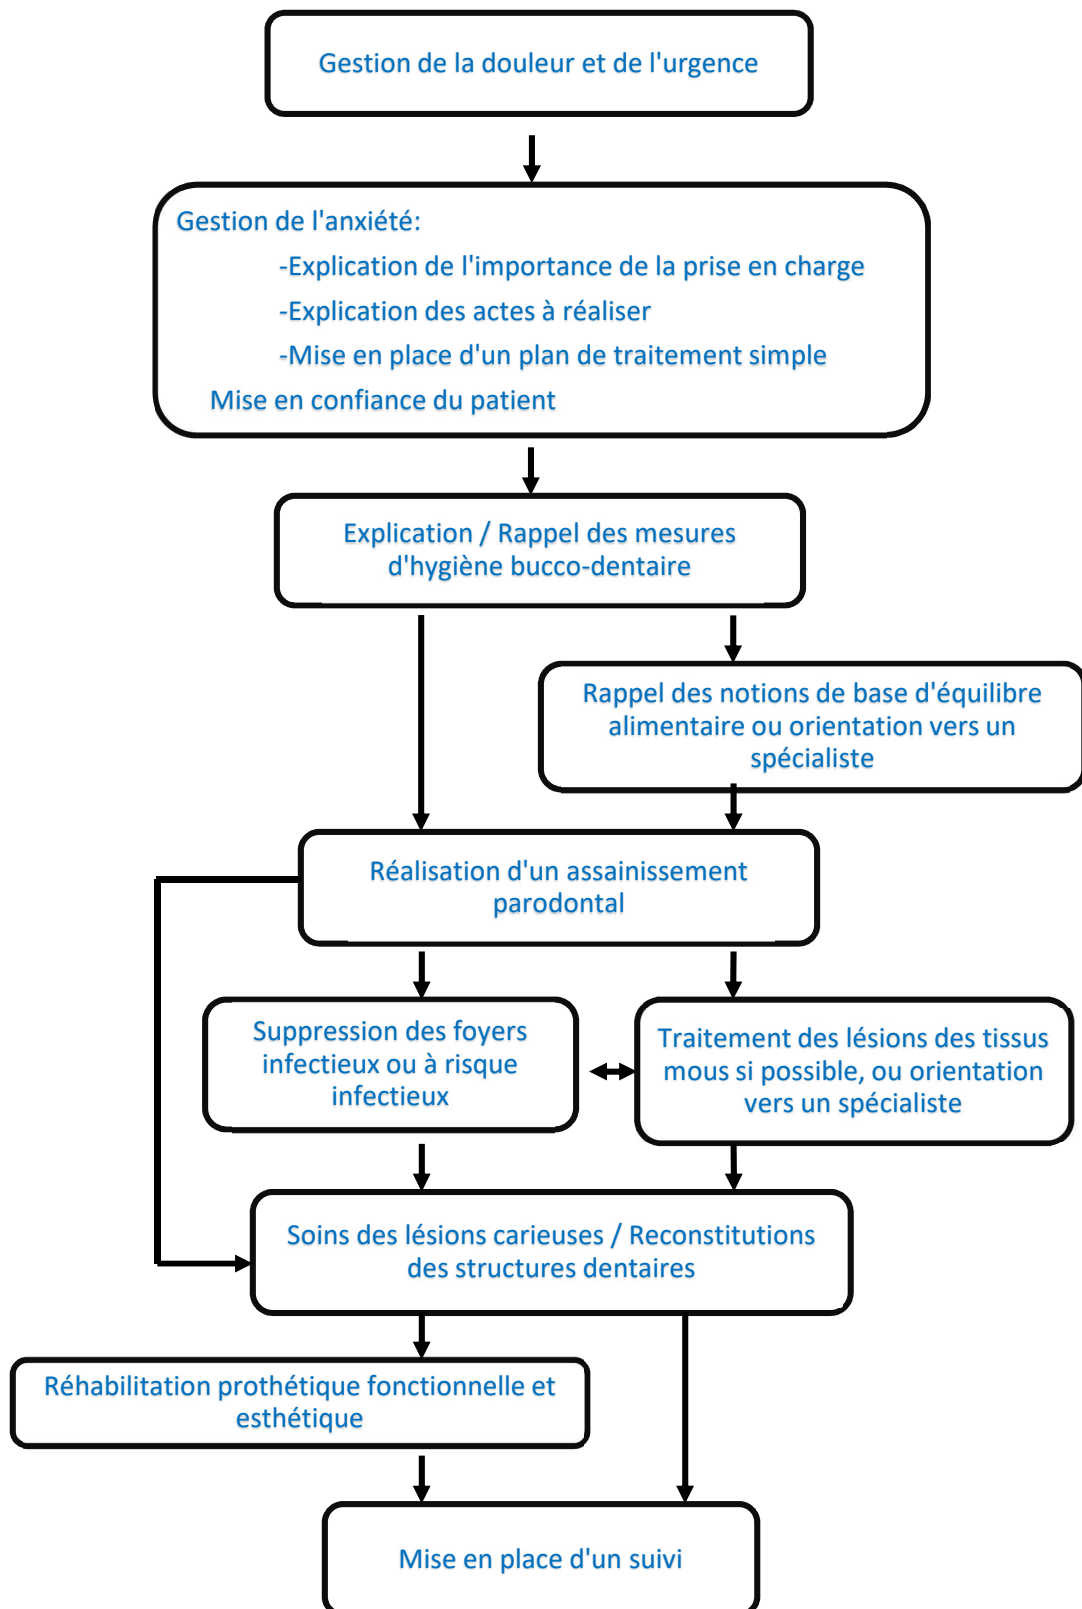 Gestion de la douleur et de l'urgence
Gestion de l'anxiété:
-Explication de l'importance de la prise en charge
-Explication des actes à réaliser
-Mise en place d'un plan de traitement simple
Mise en confiance du patient
Explication / Rappel des mesures
d'hygiène bucco-dentaire
Rappel des notions de base d'équilibre
alimentaire ou orientation vers un
spécialiste
Réalisation d'un assainissement
parodontal
Suppression des foyers
infectieux ou à risque
infectieux
Traitement des lésions des tissus
mous si possible, ou orientation
vers un spécialiste
Soins des lésions carieuses / Reconstitutions
des structures dentaires
Réhabilitation prothétique fonctionnelle et
esthétique
Mise en place d'un suivi